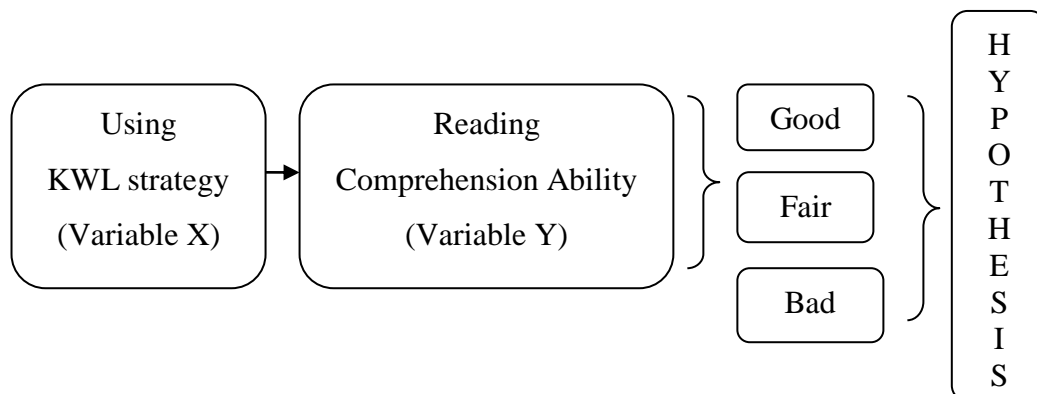 Using
KWL strategy
(Variable X)
Reading
Comprehension Ability
(Variable Y)
Good
Fair
Bad
H
Y
P
O
T
H
E
S
I
S